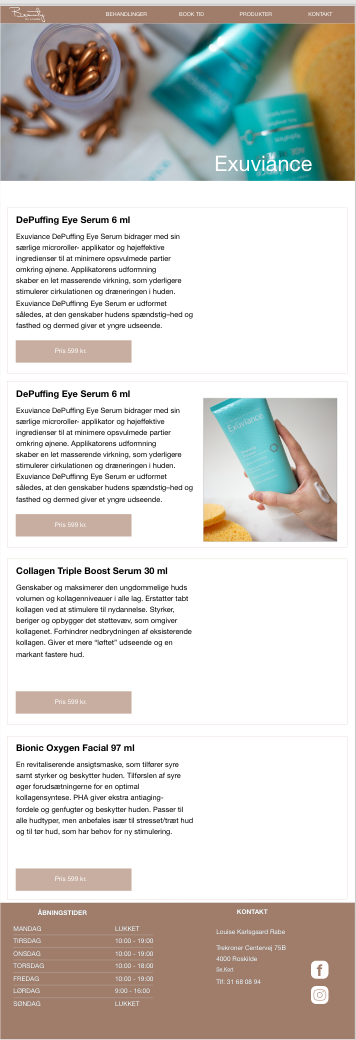 Beauty
BEHANDLINGER BOOK TID PRODUKTER KONTAKT
Exuviance
DePuffing Eye Serum 6 ml
Exuviance DePuffing Eye Serum bidrager med sin
særlige microroller- applikator og højeffektive
ingredienser til at minimere opsvulmede partier
omkring øjnene. Applikatorens udformning
skaber en let masserende virkning, som yderligere
stimulerer cirkulationen og dræneringen i huden.
Exuviance DePuffinng Eye Serum er udformet
således, at den genskaber hudens spændstig-hed og
fasthed og dermed giver et yngre udseende.
Pris 599 kr.
DePuffing Eye Serum 6 ml
Exuviance DePuffing Eye Serum bidrager med sin
særlige microroller- applikator og højeffektive
ingredienser til at minimere opsvulmede partier
omkring øjnene. Applikatorens udformning
skaber en let masserende virkning, som yderligere
stimulerer cirkulationen og dræneringen i huden.
Exuviance DePuffinng Eye Serum er udformet
således, at den genskaber hudens spændstig-hed og
fasthed og dermed giver et yngre udseende.
Pris 599 kr.
Exuviance
Collagen Triple Boost Serum 30 ml
Genskaber og maksimerer den ungdommelige huds
volumen og kollagenniveauer i alle lag. Erstatter tabt
kollagen ved at stimulere til nydannelse. Styrker,
beriger og opbygger det støttevæv, som omgiver
kollagenet. Forhindrer nedbrydningen af eksisterende
kollagen. Giver et mere “løftet” udseende og en
markant fastere hud.
Pris 599 kr.
Bionic Oxygen Facial 97 ml
En revitaliserende ansigtsmaske, som tilfører syre
samt styrker og beskytter huden. Tilførslen af syre
øger forudsætningerne for en optimal
kollagensyntese. PHA giver ekstra antiaging-
fordele og genfugter og beskytter huden. Passer til
alle hudtyper, men anbefales især til stresset/træt hud
og til tør hud, som har behov for ny stimulering.
Pris 599 kr.
ÅBNINGSTIDER
MANDAG LUKKET
TIRSDAG 10:00 - 19:00
ONSDAG 10:00 - 19:00
TORSDAG 10:00 - 18:00
FREDAG 10:00 - 19:00
LØRDAG 9:00 - 16:00
SØNDAG LUKKET
KONTAKT
Louise Karlsgaard Rabe
Trekroner Centervej 75B
4000 Roskilde
St.tot
Tlf. 31 68 08 94